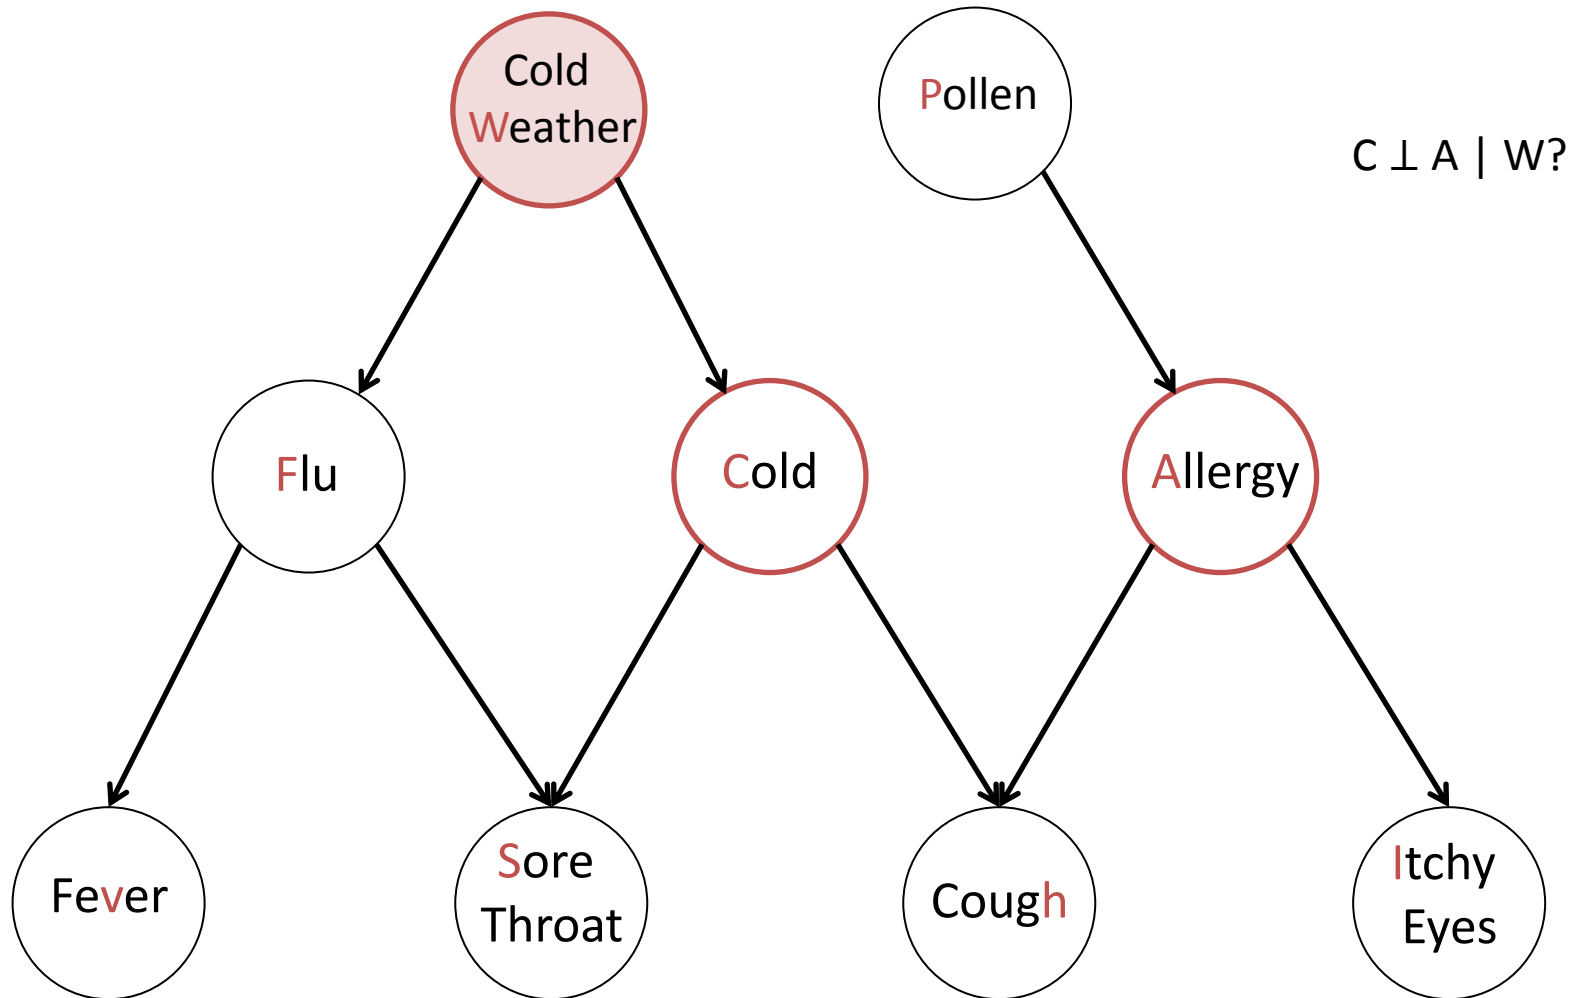 Cold
Weather
Pollen
C ⊥ A | W?
Flu
Cold
Allergy
Fever
Sore
Throat
Cough
Itchy
Eyes